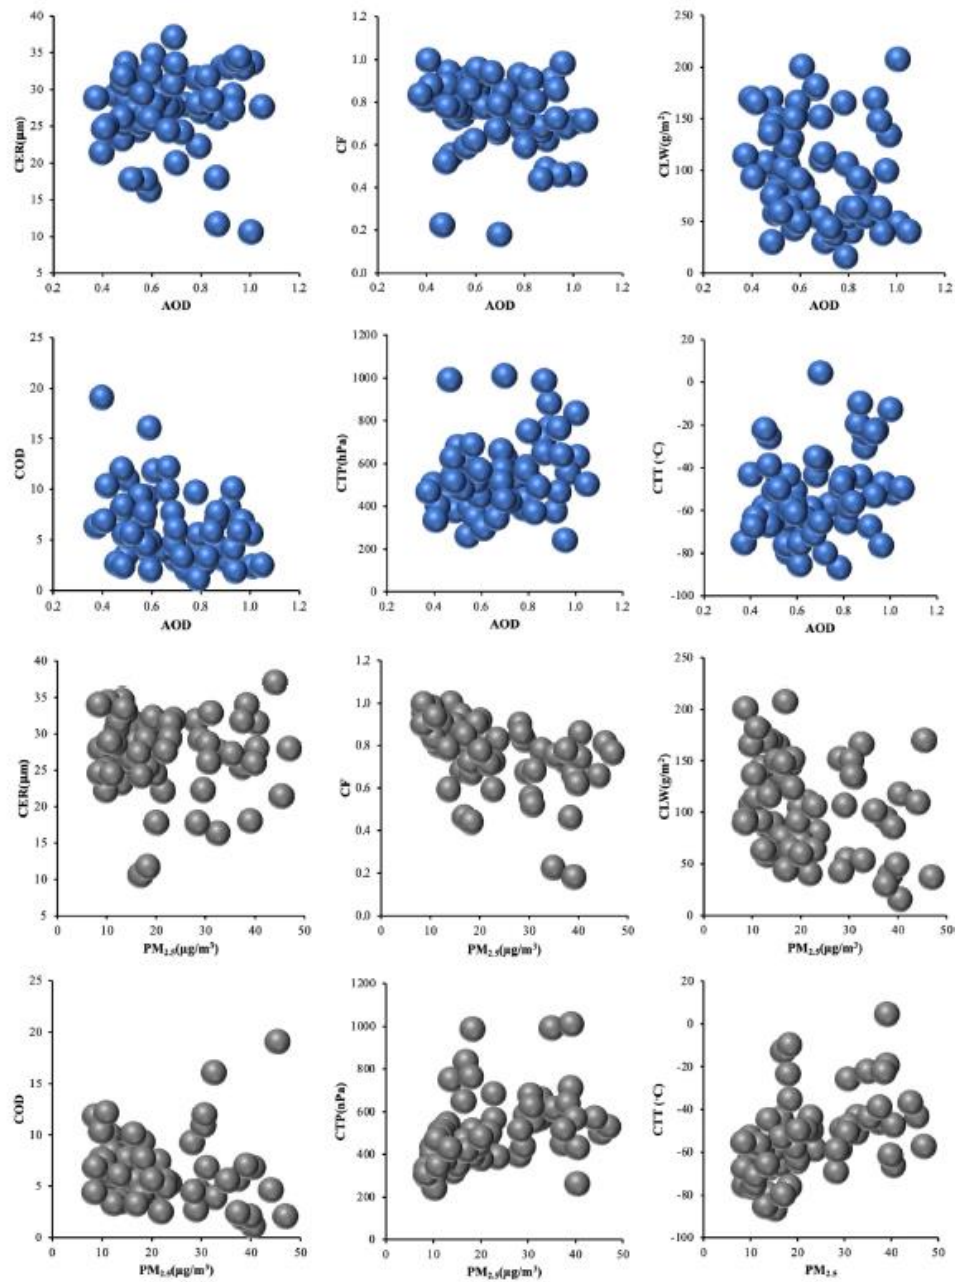 CER(μm)
40
35
30
25
20
15
10
5
0.2 0.4 0.6 0.8 1.0 1.2
AOD
CF
1.2
1.0
0.8
0.6
0.4
0.2
0.0
0.2 0.4 0.6 0.8 1.0 1.2
AOD
CLW(g/m²)
250
200
150
100
50
0
0.2 0.4 0.6 0.8 1.0 1.2
AOD
COD
25
20
15
10
5
0
0.2 0.4 0.6 0.8 1.0 1.2
AOD
CTP(hPa)
1200
1000
800
600
400
200
0
0.2 0.4 0.6 0.8 1.0 1.2
AOD
CTT (◦C)
20
0
-20
-40
-60
-80
-100
0.2 0.4 0.6 0.8 1.0 1.2
AOD
CER(μm)
40
35
30
25
20
15
10
5
0 10 20 30 40 50
PM₂.₅(μg/m³)
CF
1.2
1.0
0.8
0.6
0.4
0.2
0.0
0 10 20 30 40 50
PM₂.₅(μg/m³)
CLW(g/m²)
250
200
150
100
50
0
0 10 20 30 40 50
PM₂.₅(μg/m³)
COD
25
20
15
10
5
0
0 10 20 30 40 50
PM₂.₅(μg/m³)
CTP(nPa)
1200
1000
800
600
400
200
0
0 10 20 30 40 50
PM₂.₅(μg/m³)
CTT (◦C)
20
0
-20
-40
-60
-80
-100
0 10 20 30 40 50
PM₂.₅